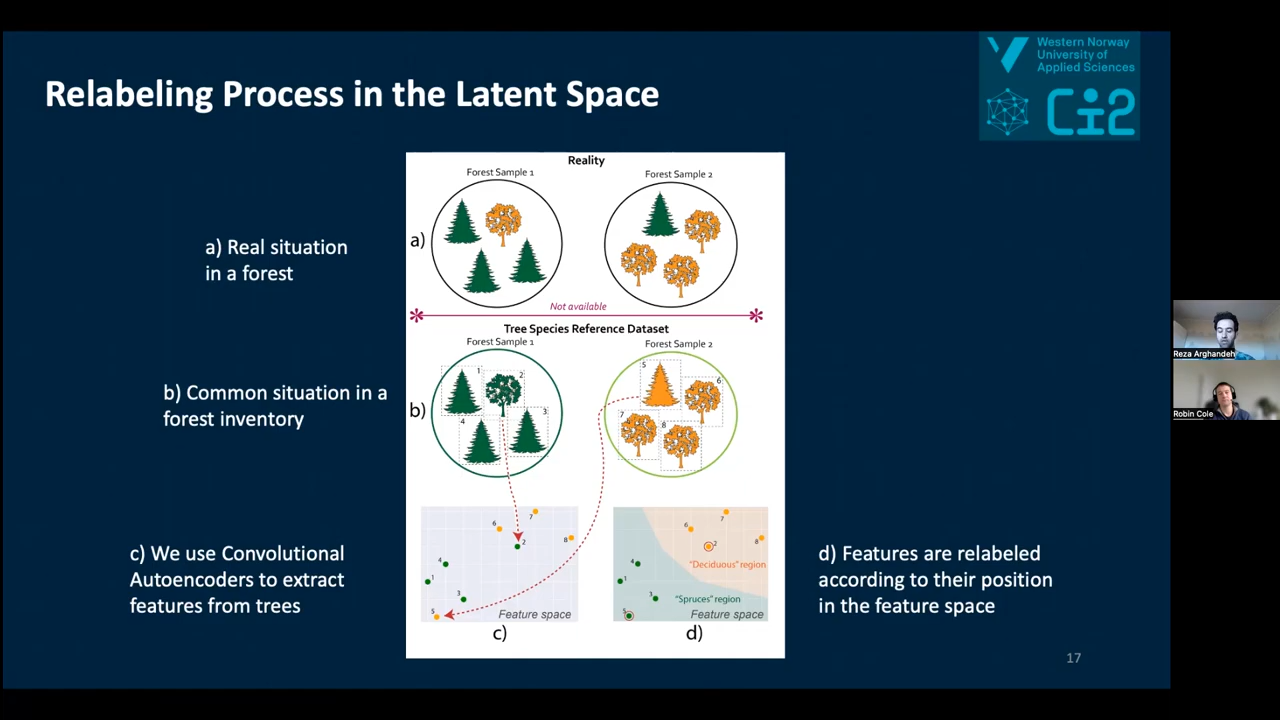 Western Norway
University of
Applied Sciences
Ci2
Relabeling Process in the Latent Space
Reality
Forest Sample 1
Forest Sample 2
a)
a) Real situation
in a forest
Not available
Tree Species Reference Dataset
Forest Sample 1
Forest Sample 2
b)
1
2
3
4
5
6
7
8
b) Common situation in a
forest inventory
c) We use Convolutional
Autoencoders to extract
features from trees
7
6
8
2
4
1
3
5
Feature space
c)
7
6
8
2
"Deciduous" region
4
1
3
"Spruces" region
5
Feature space
d)
d) Features are relabeled
according to their position
in the feature space
17
Reza Arghandeh
Robin Cole